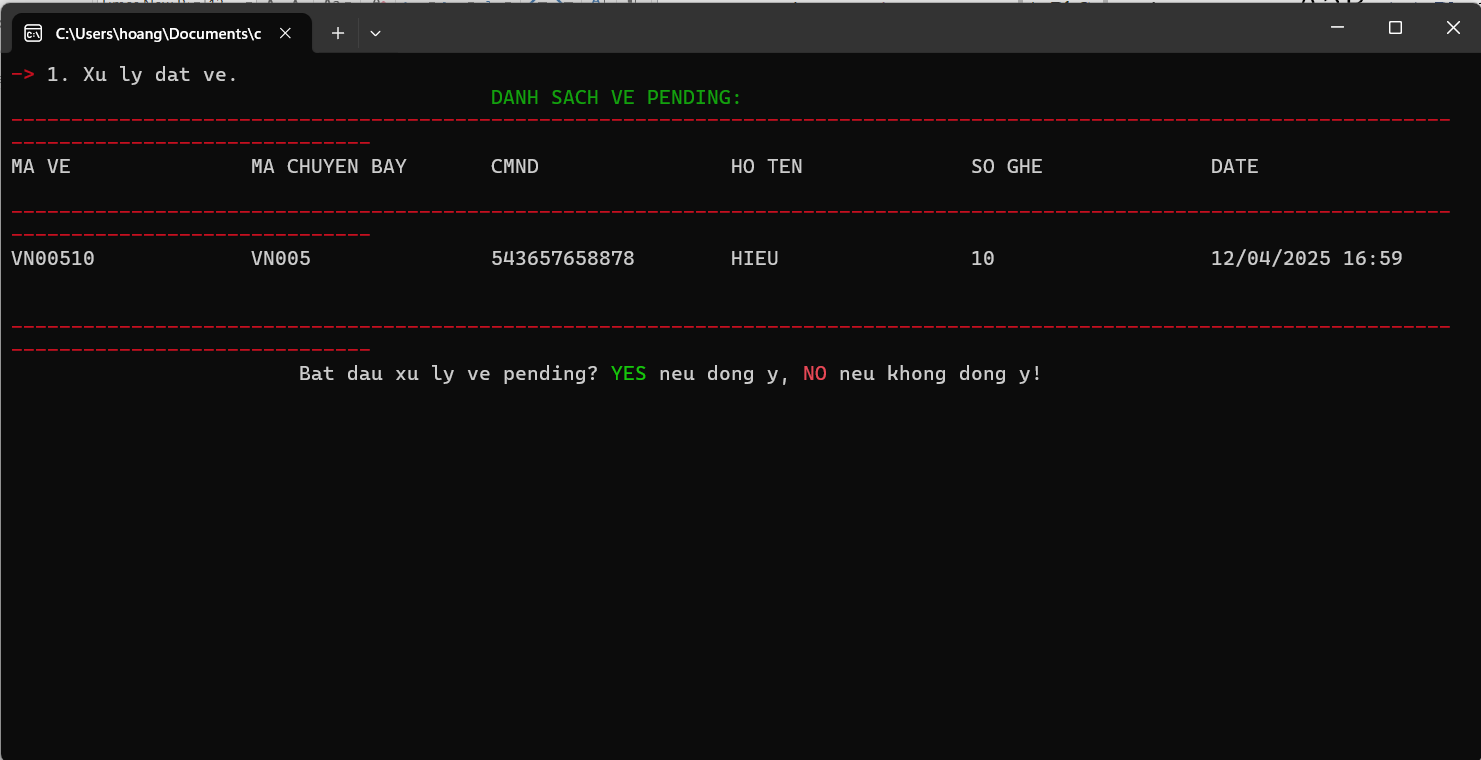 C:\Users\hoang\Documents\c
-> 1. Xu ly dat ve.
DANH SACH VE PENDING:
------------------------------------------------------------------------------------------------------------------------
------------------------------
MA VE MA CHUYEN BAY CMND HO TEN SO GHE DATE
------------------------------------------------------------------------------------------------------------------------
------------------------------
VN00510 VN005 543657658878 HIEU 10 12/04/2025 16:59
------------------------------------------------------------------------------------------------------------------------
------------------------------
Bat dau xu ly ve pending? YES neu dong y, NO neu khong dong y!